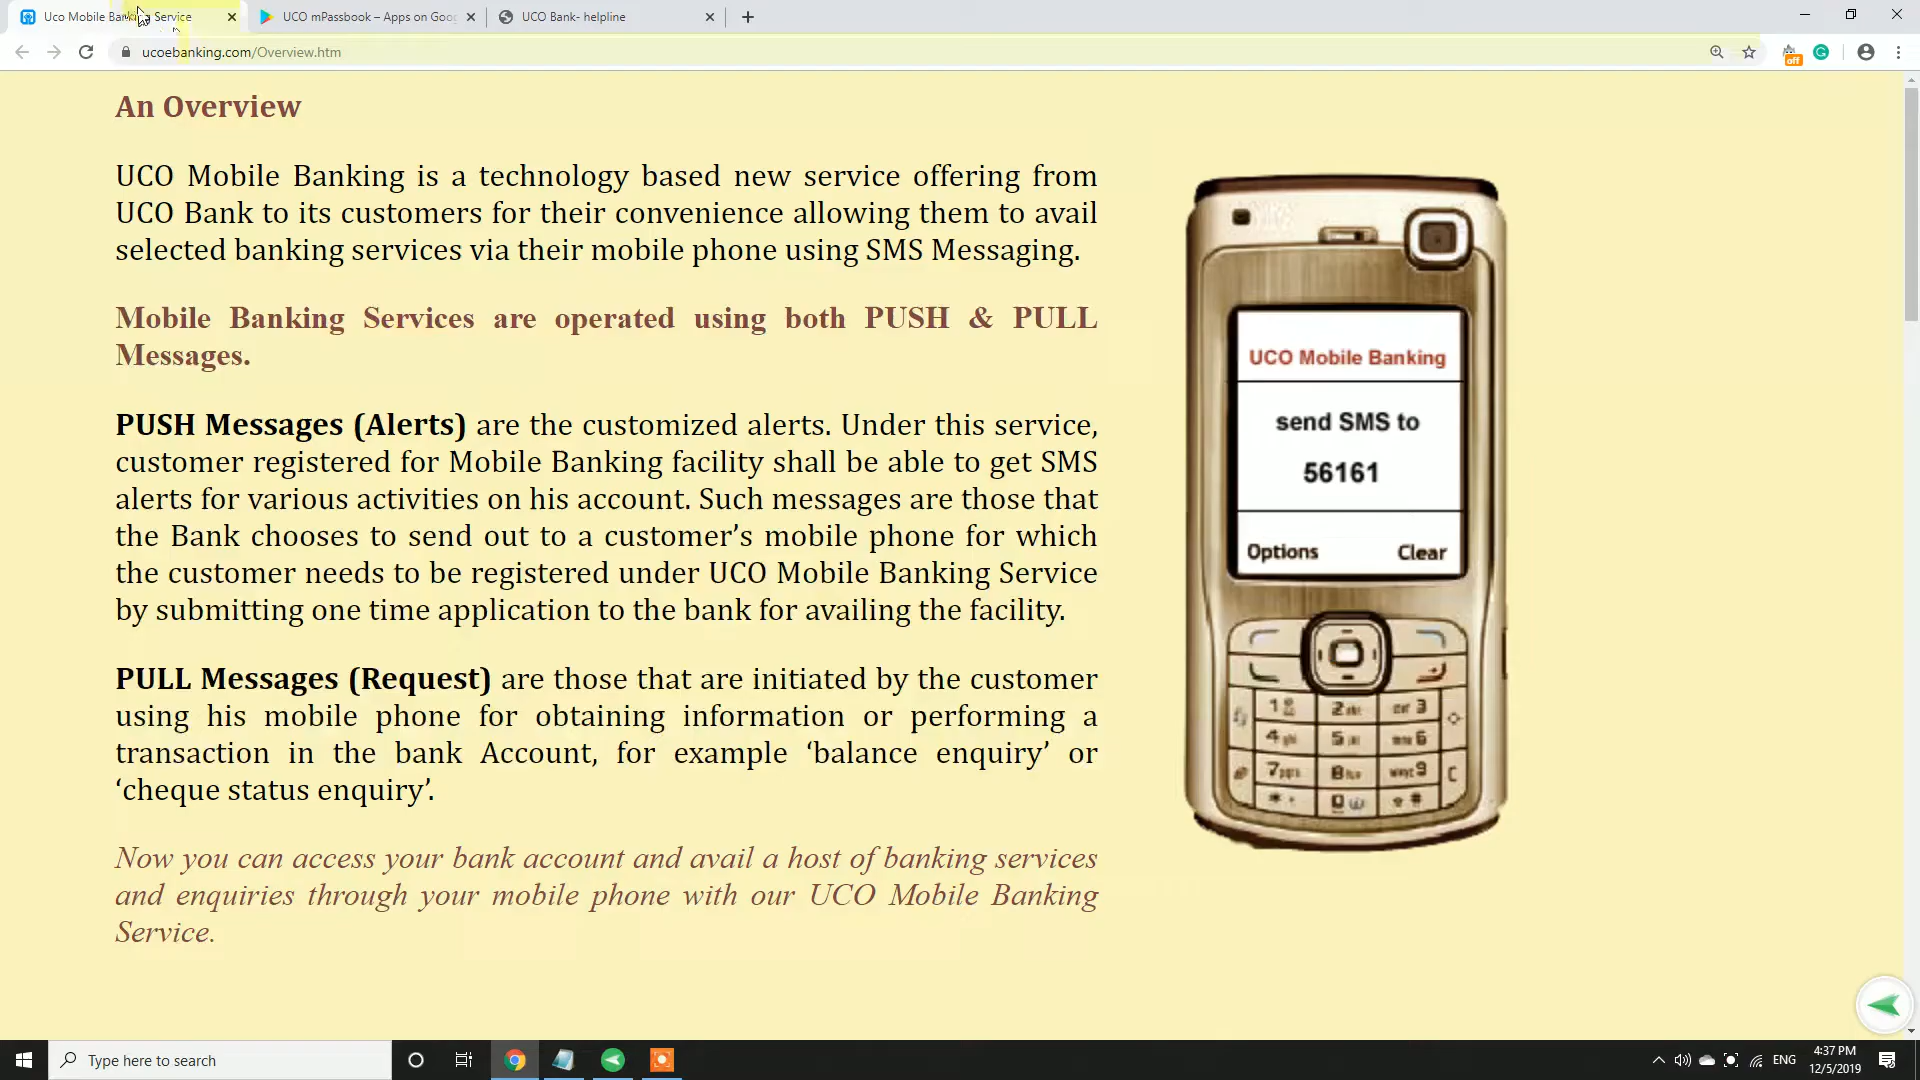 Uco Mobile Banking Service
UCO mPassbook – Apps on Goo
UCO Bank- helpline
ucoebanking.com/Overview.htm
off
An Overview
UCO Mobile Banking is a technology based new service offering from
UCO Bank to its customers for their convenience allowing them to avail
selected banking services via their mobile phone using SMS Messaging.
Mobile Banking Services are operated using both PUSH & PULL
Messages.
PUSH Messages (Alerts) are the customized alerts. Under this service,
customer registered for Mobile Banking facility shall be able to get SMS
alerts for various activities on his account. Such messages are those that
the Bank chooses to send out to a customer’s mobile phone for which
the customer needs to be registered under UCO Mobile Banking Service
by submitting one time application to the bank for availing the facility.
PULL Messages (Request) are those that are initiated by the customer
using his mobile phone for obtaining information or performing a
transaction in the bank Account, for example ‘balance enquiry’ or
‘cheque status enquiry’.
Now you can access your bank account and avail a host of banking services
and enquiries through your mobile phone with our UCO Mobile Banking
Service.
UCO Mobile Banking
send SMS to
56161
Options Clear
1 2 3
4 5 6
7 8 9
* #
Type here to search
ENG
4:37 PM
12/5/2019